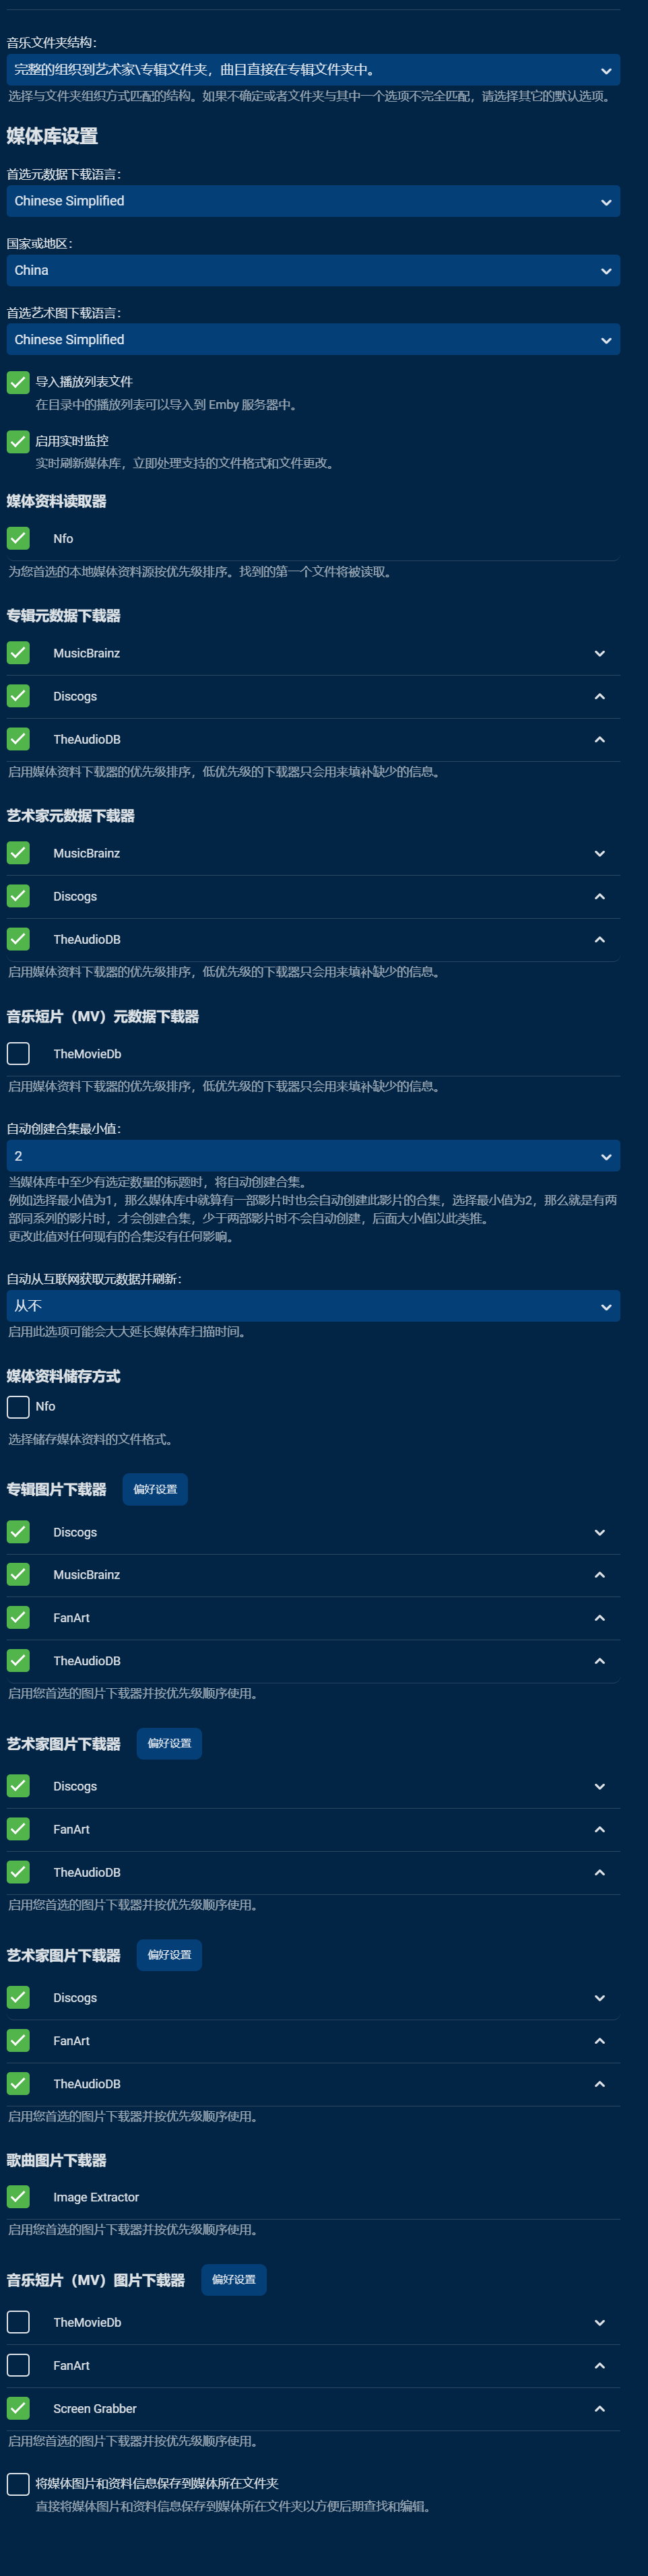 音乐文件夹结构：
完整的组织到艺术家\专辑文件夹，曲目直接在专辑文件夹中。
选择与文件夹组织方式匹配的结构。如果不确定或者文件夹与其中一个选项不完全匹配，请选择其它的默认选项。
媒体库设置
首选元数据下载语言：
Chinese Simplified
国家或地区：
China
首选艺术图下载语言：
Chinese Simplified
导入播放列表文件
在目录中的播放列表可以导入到 Emby 服务器中。
启用实时监控
实时刷新媒体库，立即处理支持的文件格式和文件更改。
媒体资料读取器
Nfo
为您首选的本地媒体资料源按优先级排序。找到的第一个文件将被读取。
专辑元数据下载器
MusicBrainz
Discogs
TheAudioDB
启用媒体资料下载器的优先级排序，低优先级的下载器只会用来填补缺少的信息。
艺术家元数据下载器
MusicBrainz
Discogs
TheAudioDB
启用媒体资料下载器的优先级排序，低优先级的下载器只会用来填补缺少的信息。
音乐短片（MV）元数据下载器
TheMovieDb
启用媒体资料下载器的优先级排序，低优先级的下载器只会用来填补缺少的信息。
自动创建合集最小值：
2
当媒体库中至少有选定数量的标题时，将自动创建合集。
例如选择最小值为1，那么媒体库中就算有一部影片时也会自动创建此影片的合集，选择最小值为2，那么就是有两
部同系列的影片时，才会创建合集，少于两部影片时不会自动创建，后面大小值以此类推。
更改此值对任何现有的合集没有任何影响。
自动从互联网获取元数据并刷新：
从不
启用此选项可能会大大延长媒体库扫描时间。
媒体资料储存方式
Nfo
选择储存媒体资料的文件格式。
专辑图片下载器 偏好设置
Discogs
MusicBrainz
FanArt
TheAudioDB
启用您首选的图片下载器并按优先级顺序使用。
艺术家图片下载器 偏好设置
Discogs
FanArt
TheAudioDB
启用您首选的图片下载器并按优先级顺序使用。
艺术家图片下载器 偏好设置
Discogs
FanArt
TheAudioDB
启用您首选的图片下载器并按优先级顺序使用。
歌曲图片下载器
Image Extractor
启用您首选的图片下载器并按优先级顺序使用。
音乐短片（MV）图片下载器 偏好设置
TheMovieDb
FanArt
Screen Grabber
启用您首选的图片下载器并按优先级顺序使用。
将媒体图片和资料信息保存到媒体所在文件夹
直接将媒体图片和资料信息保存到媒体所在文件夹以方便后期查找和编辑。